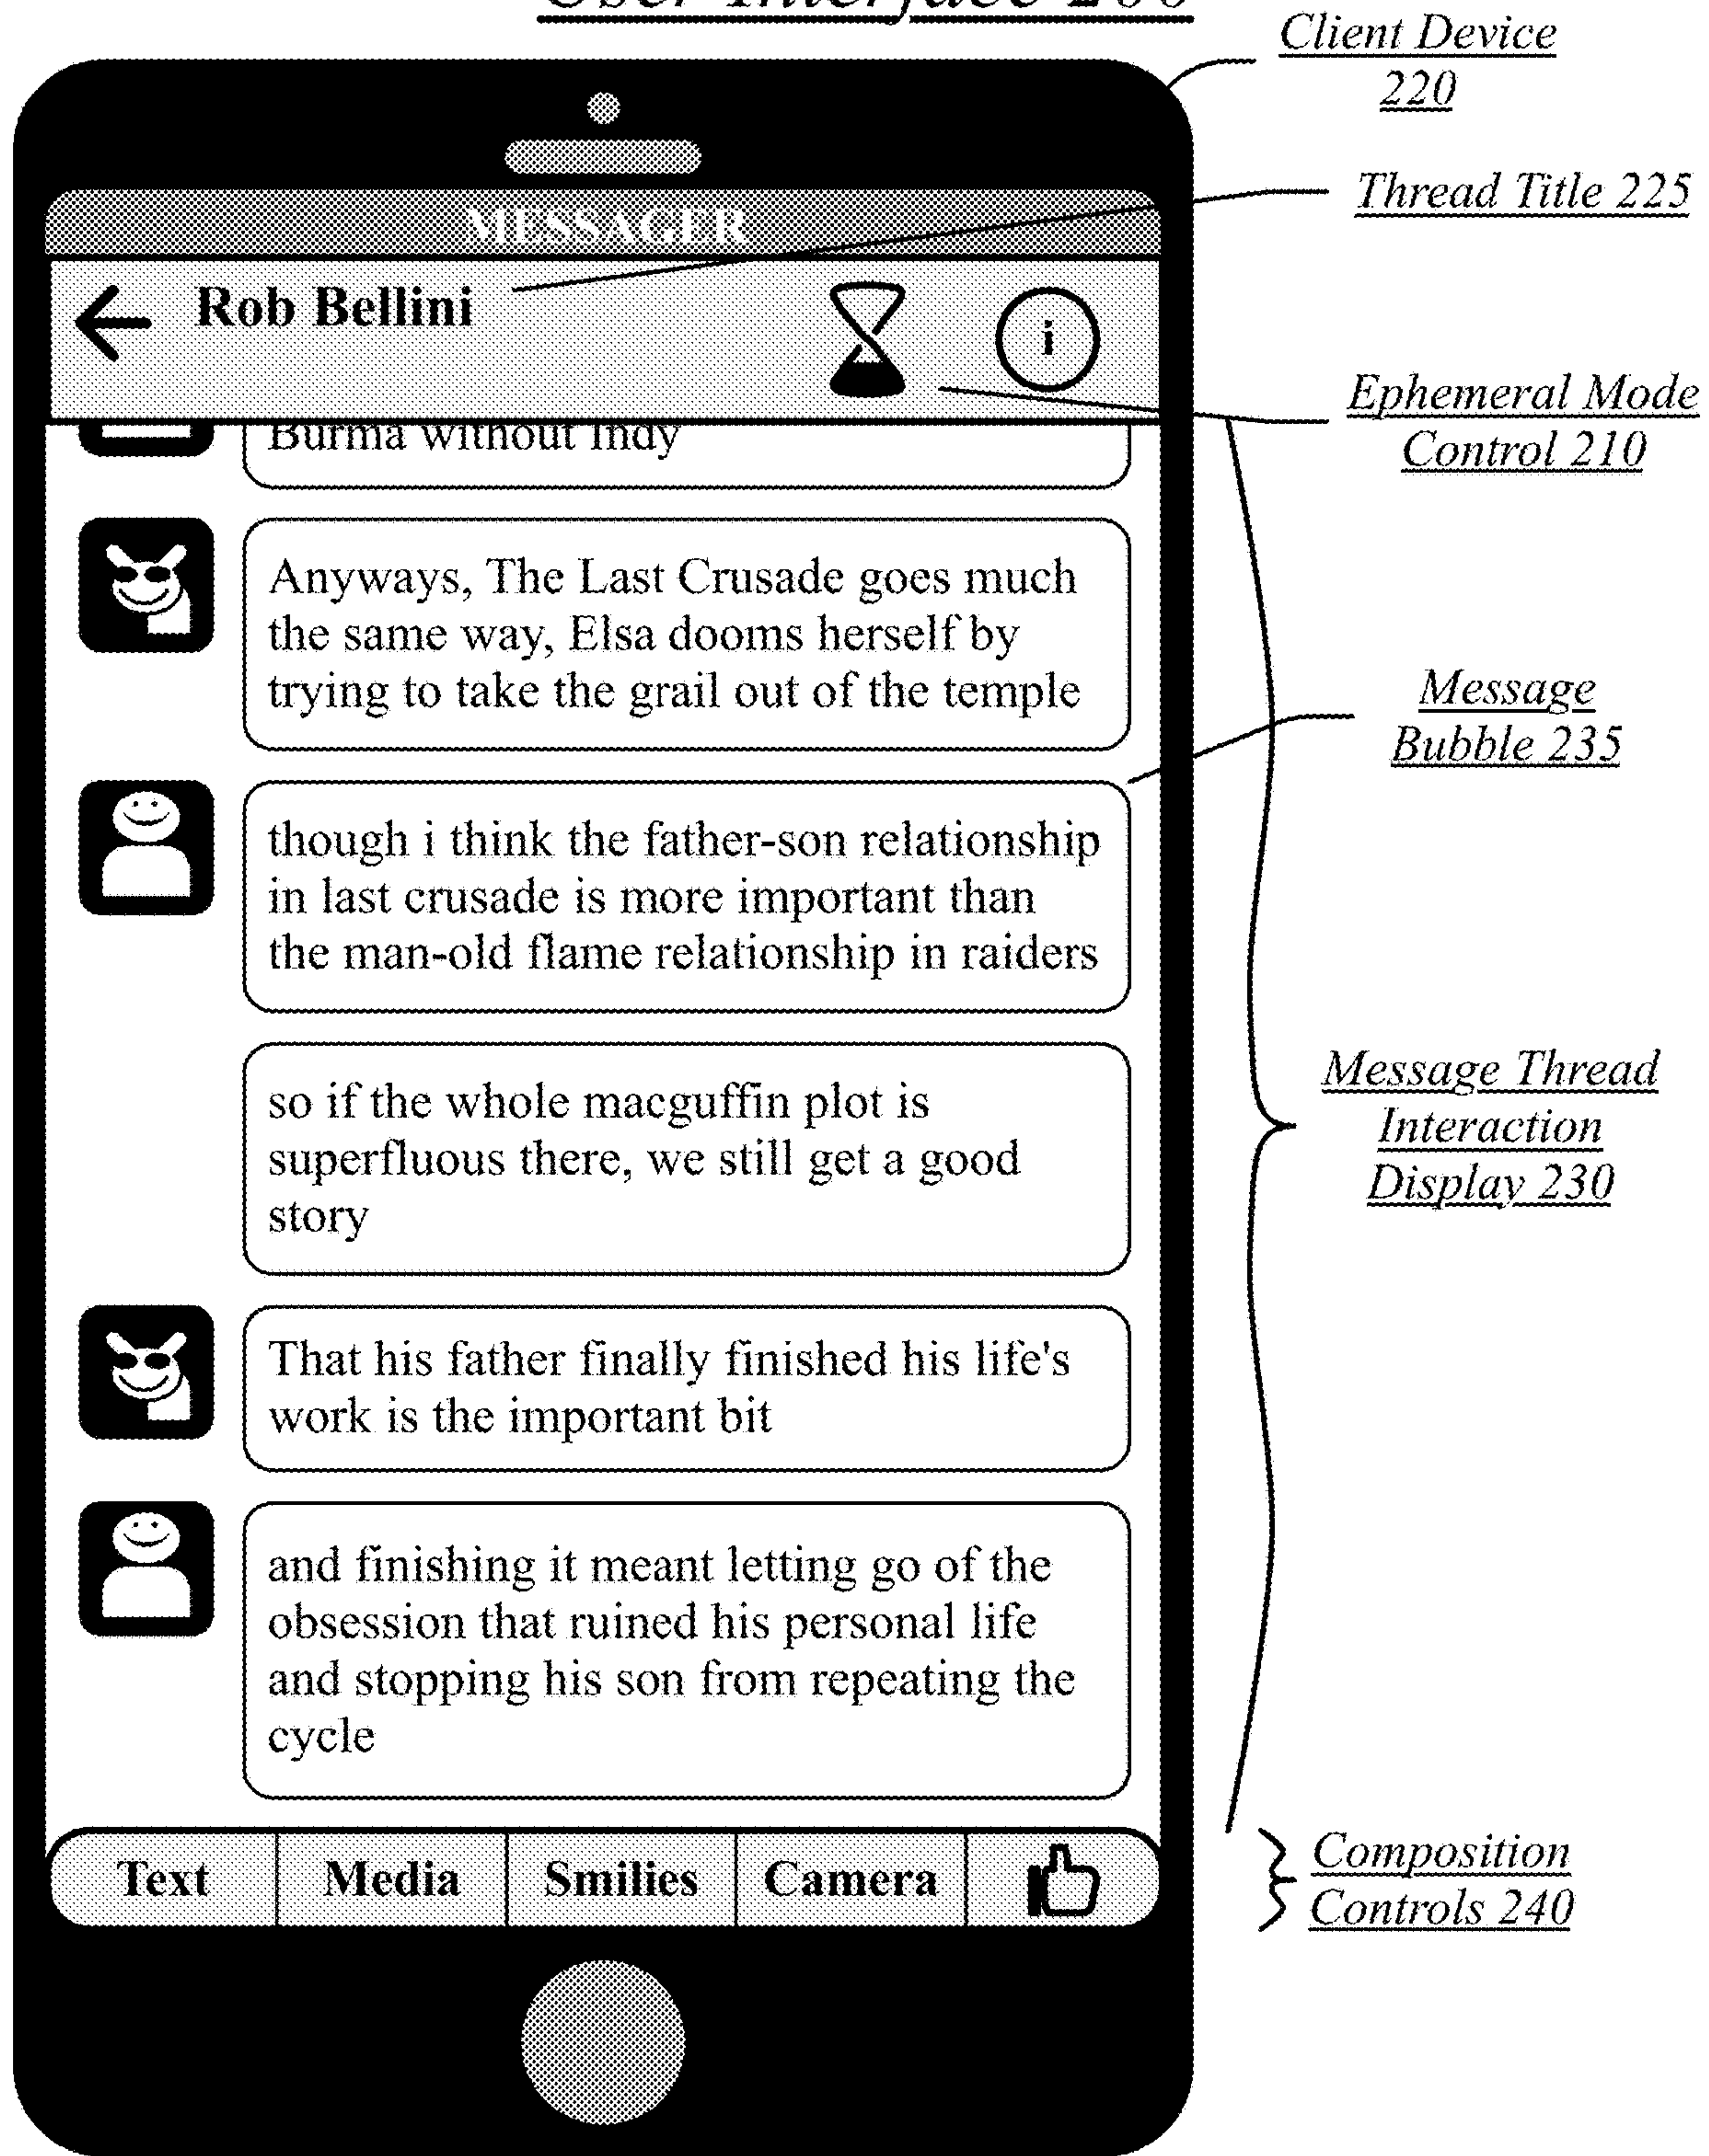 User Interface 200
Client Device
220
Thread Title 225
MESSAGER
Rob Bellini
i
Ephemeral Mode
Control 210
Burma without Indy
Anyways, The Last Crusade goes much
the same way, Elsa dooms herself by
trying to take the grail out of the temple
Message
Bubble 235
though i think the father-son relationship
in last crusade is more important than
the man-old flame relationship in raiders
so if the whole macguffin plot is
superfluous there, we still get a good
story
Message Thread
Interaction
Display 230
That his father finally finished his life's
work is the important bit
and finishing it meant letting go of the
obsession that ruined his personal life
and stopping his son from repeating the
cycle
Text
Media
Smilies
Camera
Composition
Controls 240